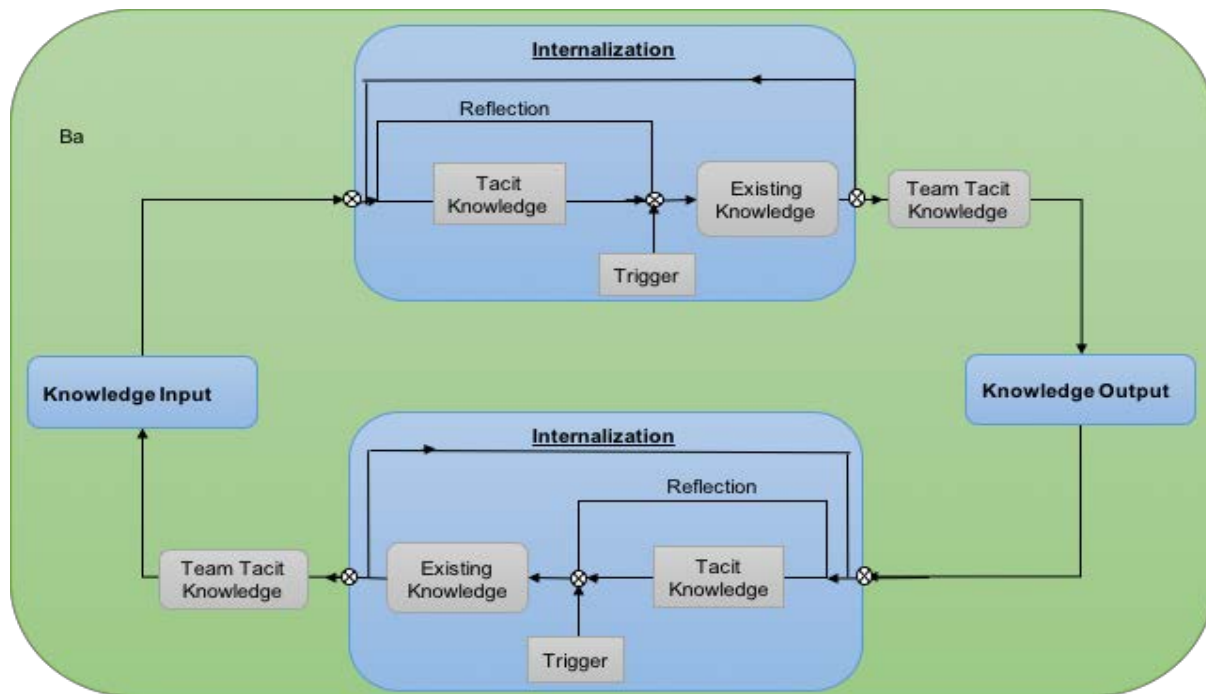 Internalization
Reflection
Ba
Tacit
Knowledge
Existing
Knowledge
Team Tacit
Knowledge
Trigger
Knowledge Input
Knowledge Output
Internalization
Reflection
Team Tacit
Knowledge
Existing
Knowledge
Tacit
Knowledge
Trigger